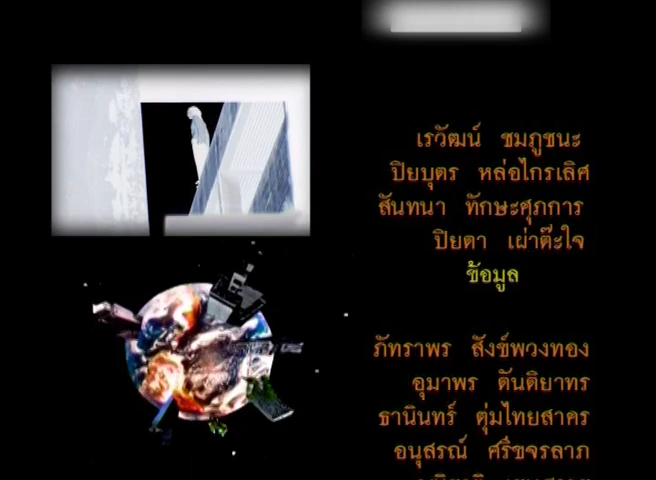 เรวัฒน์ ชมภูชนะ
ปิยบุตร หล่อไกรเลิศ
สันทนา ทักษะศุภการ
ปิยดา เผ่าต๊ะใจ
ข้อมูล
ภัทราพร สังข์พวงทอง
อุมาพร ตันติยาทร
ธานินทร์ ตุ่มไทยสาคร
อนุสรณ์ ศรีขจรลาภ